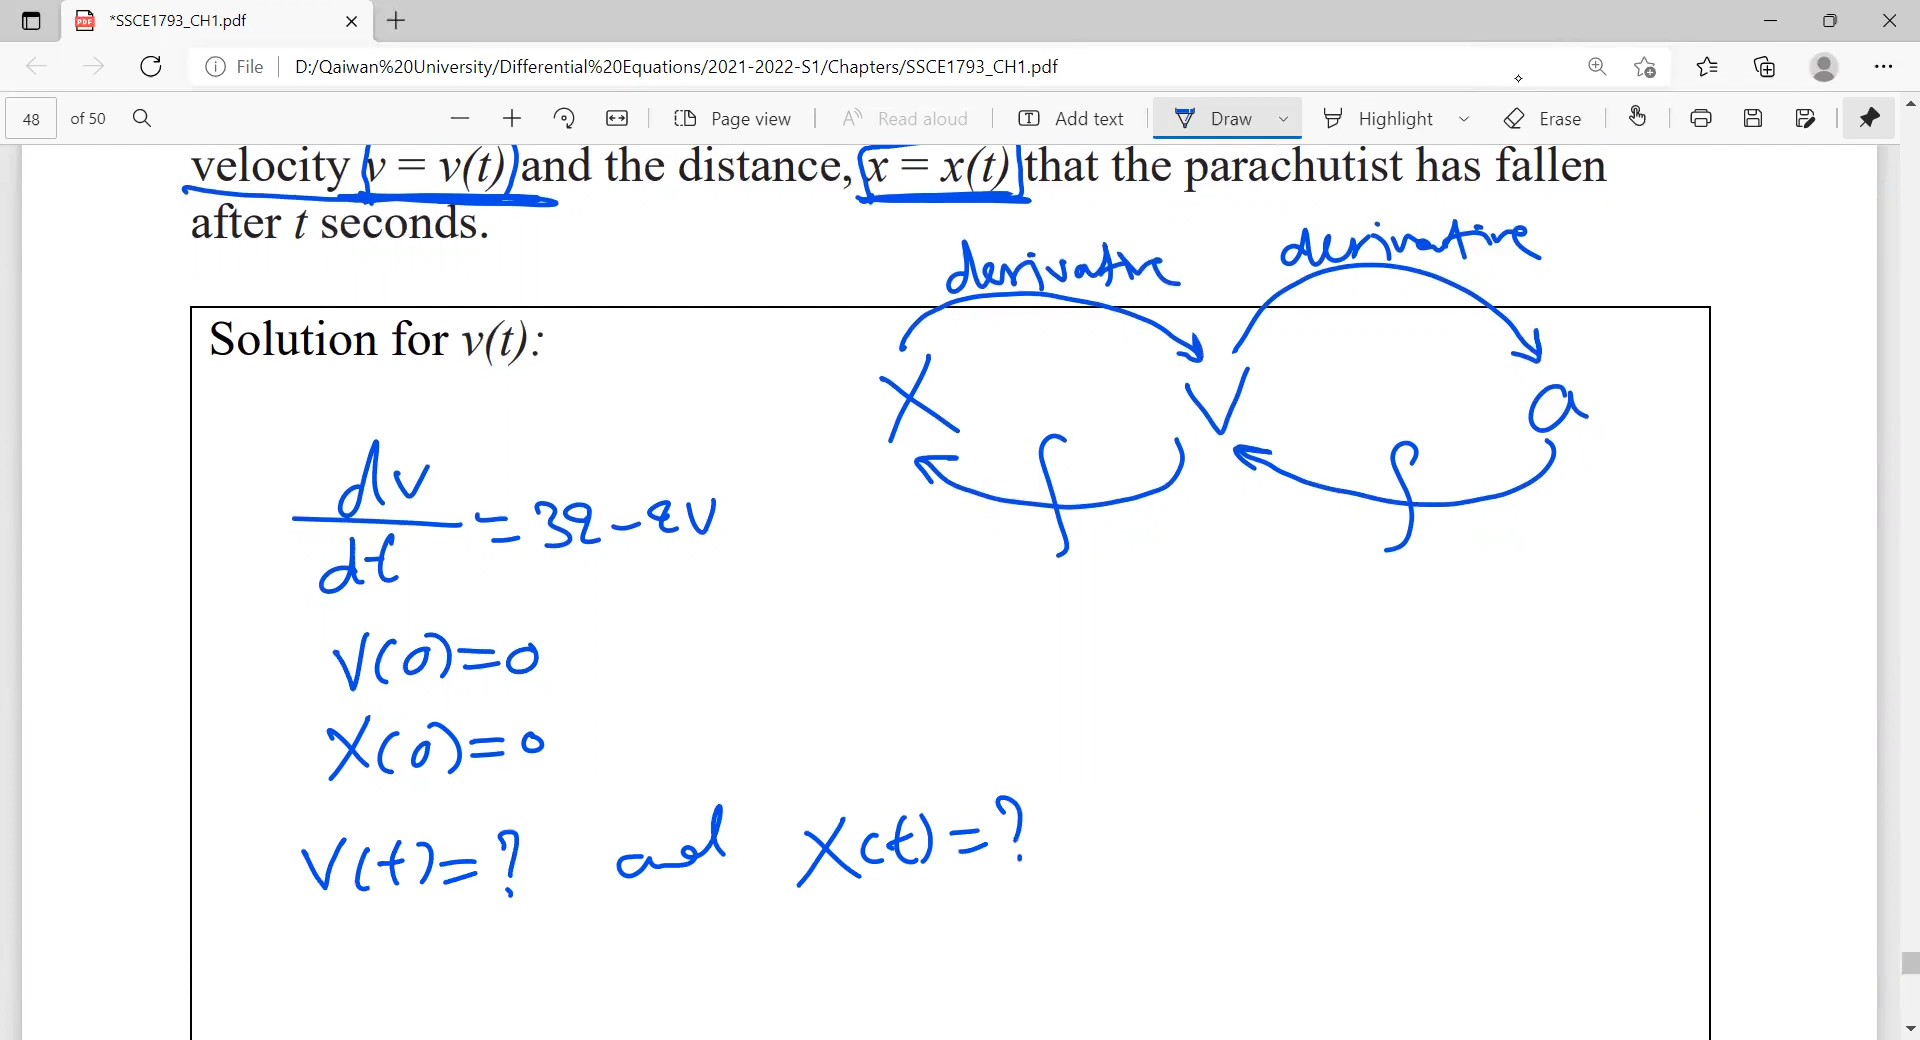 *SSCE1793_CH1.pdf
File D:/Qaiwan%20University/Differential%20Equations/2021-2022-S1/Chapters/SSCE1793_CH1.pdf
48 of 50 Page view Read aloud Add text Draw Highlight Erase
velocity v = v(t) and the distance, x = x(t) that the parachutist has fallen
after t seconds.
derivative derivative
Solution for v(t):
X V a
∫ ∫
dv/dt = 32 - 8V
V(0)=0
X(0)=0
V(t)=? and X(t)=?